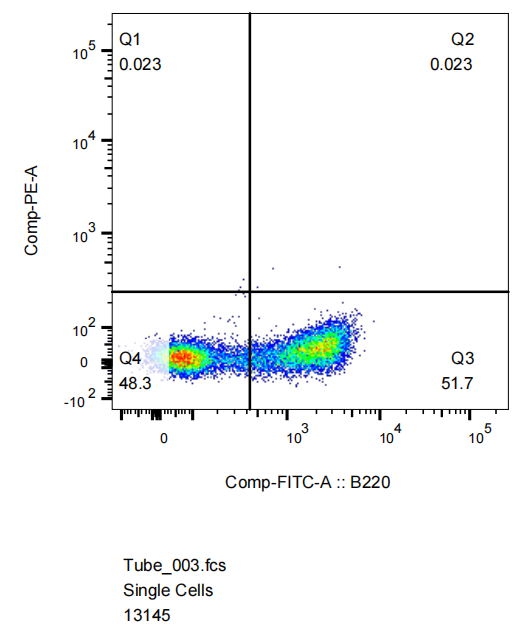 Q1
0.023
Q2
0.023
10^5
10^4
10^3
10^2
0
-10^2
Comp-PE-A
Q4
48.3
Q3
51.7
0
10^3
10^4
10^5
Comp-FITC-A :: B220
Tube_003.fcs
Single Cells
13145